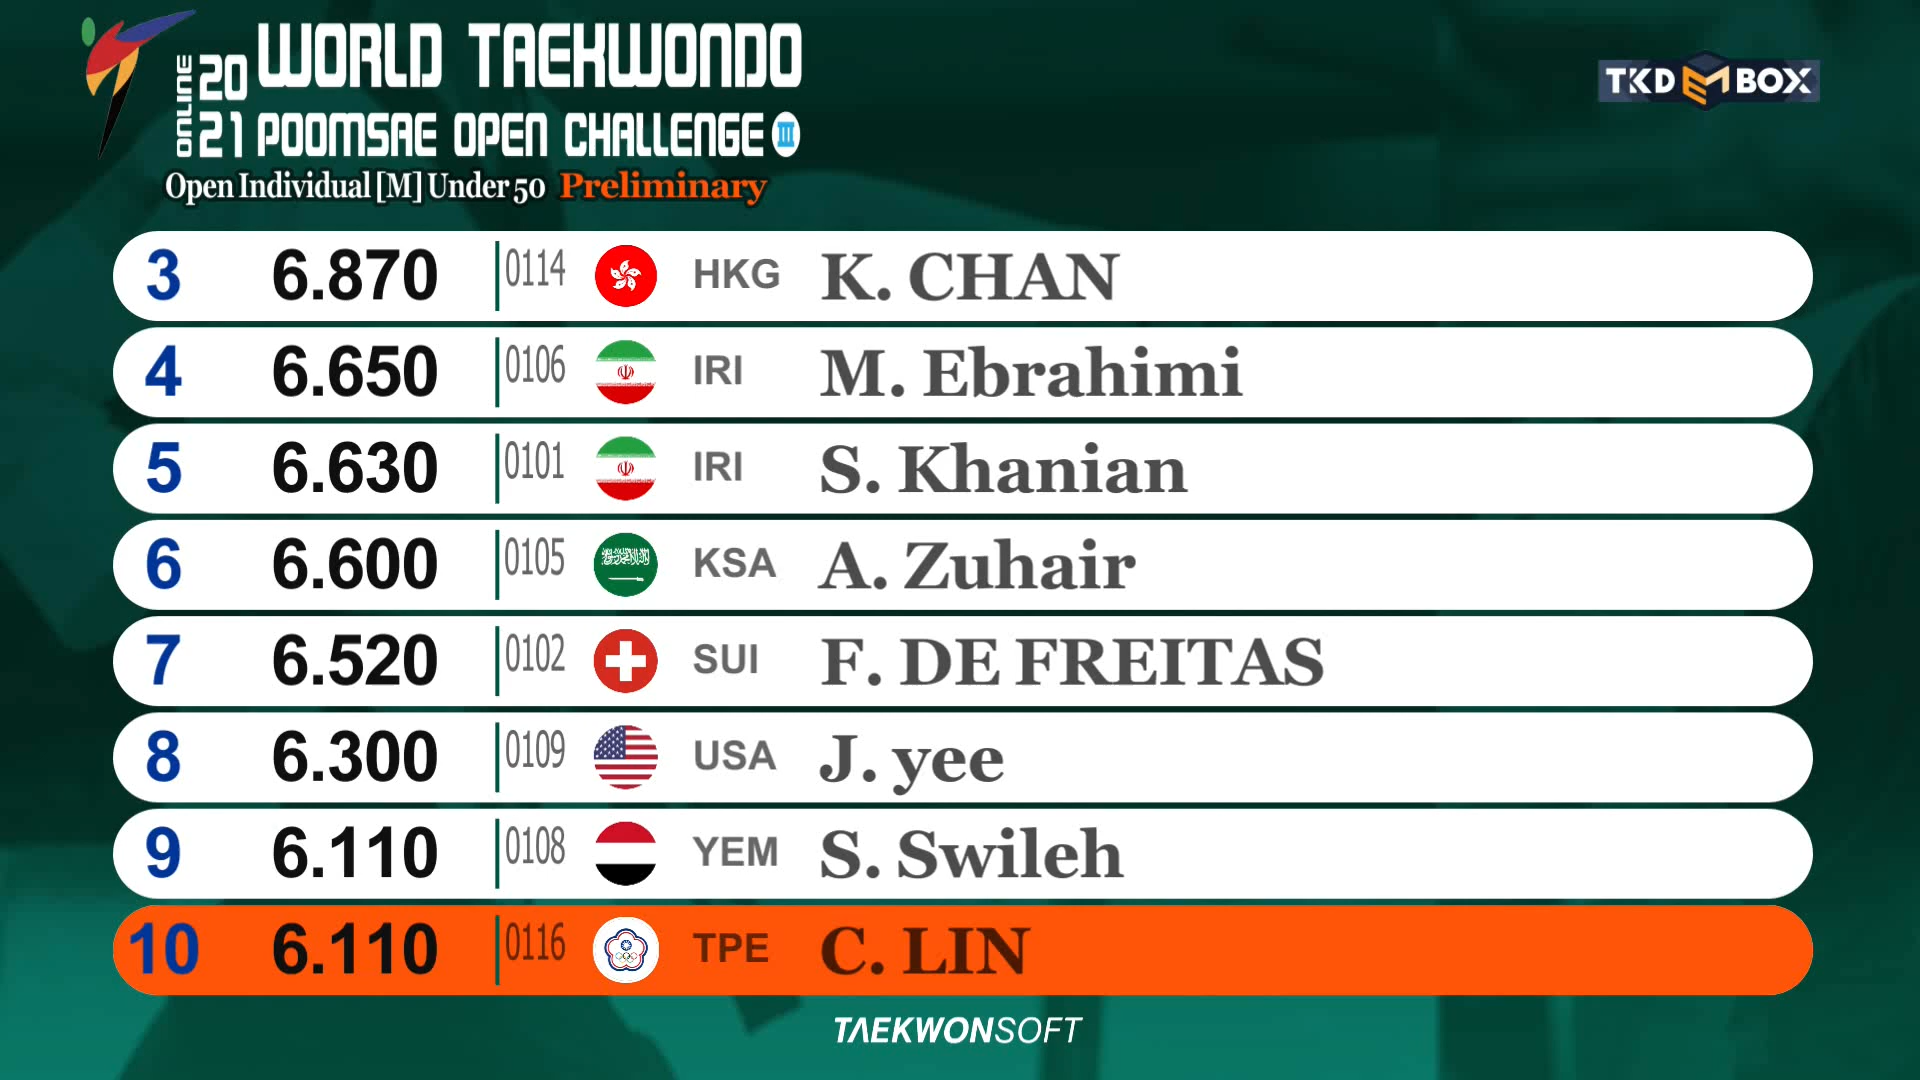 ONLINE 2021 WORLD TAEKWONDO
POOMSAE OPEN CHALLENGE III
Open Individual [M] Under 50 Preliminary
TKD BOX
3 6.870 0114 HKG K. CHAN
4 6.650 0106 IRI M. Ebrahimi
5 6.630 0101 IRI S. Khanian
6 6.600 0105 KSA A. Zuhair
7 6.520 0102 SUI F. DE FREITAS
8 6.300 0109 USA J. yee
9 6.110 0108 YEM S. Swileh
10 6.110 0116 TPE C. LIN
TAEKWONSOFT